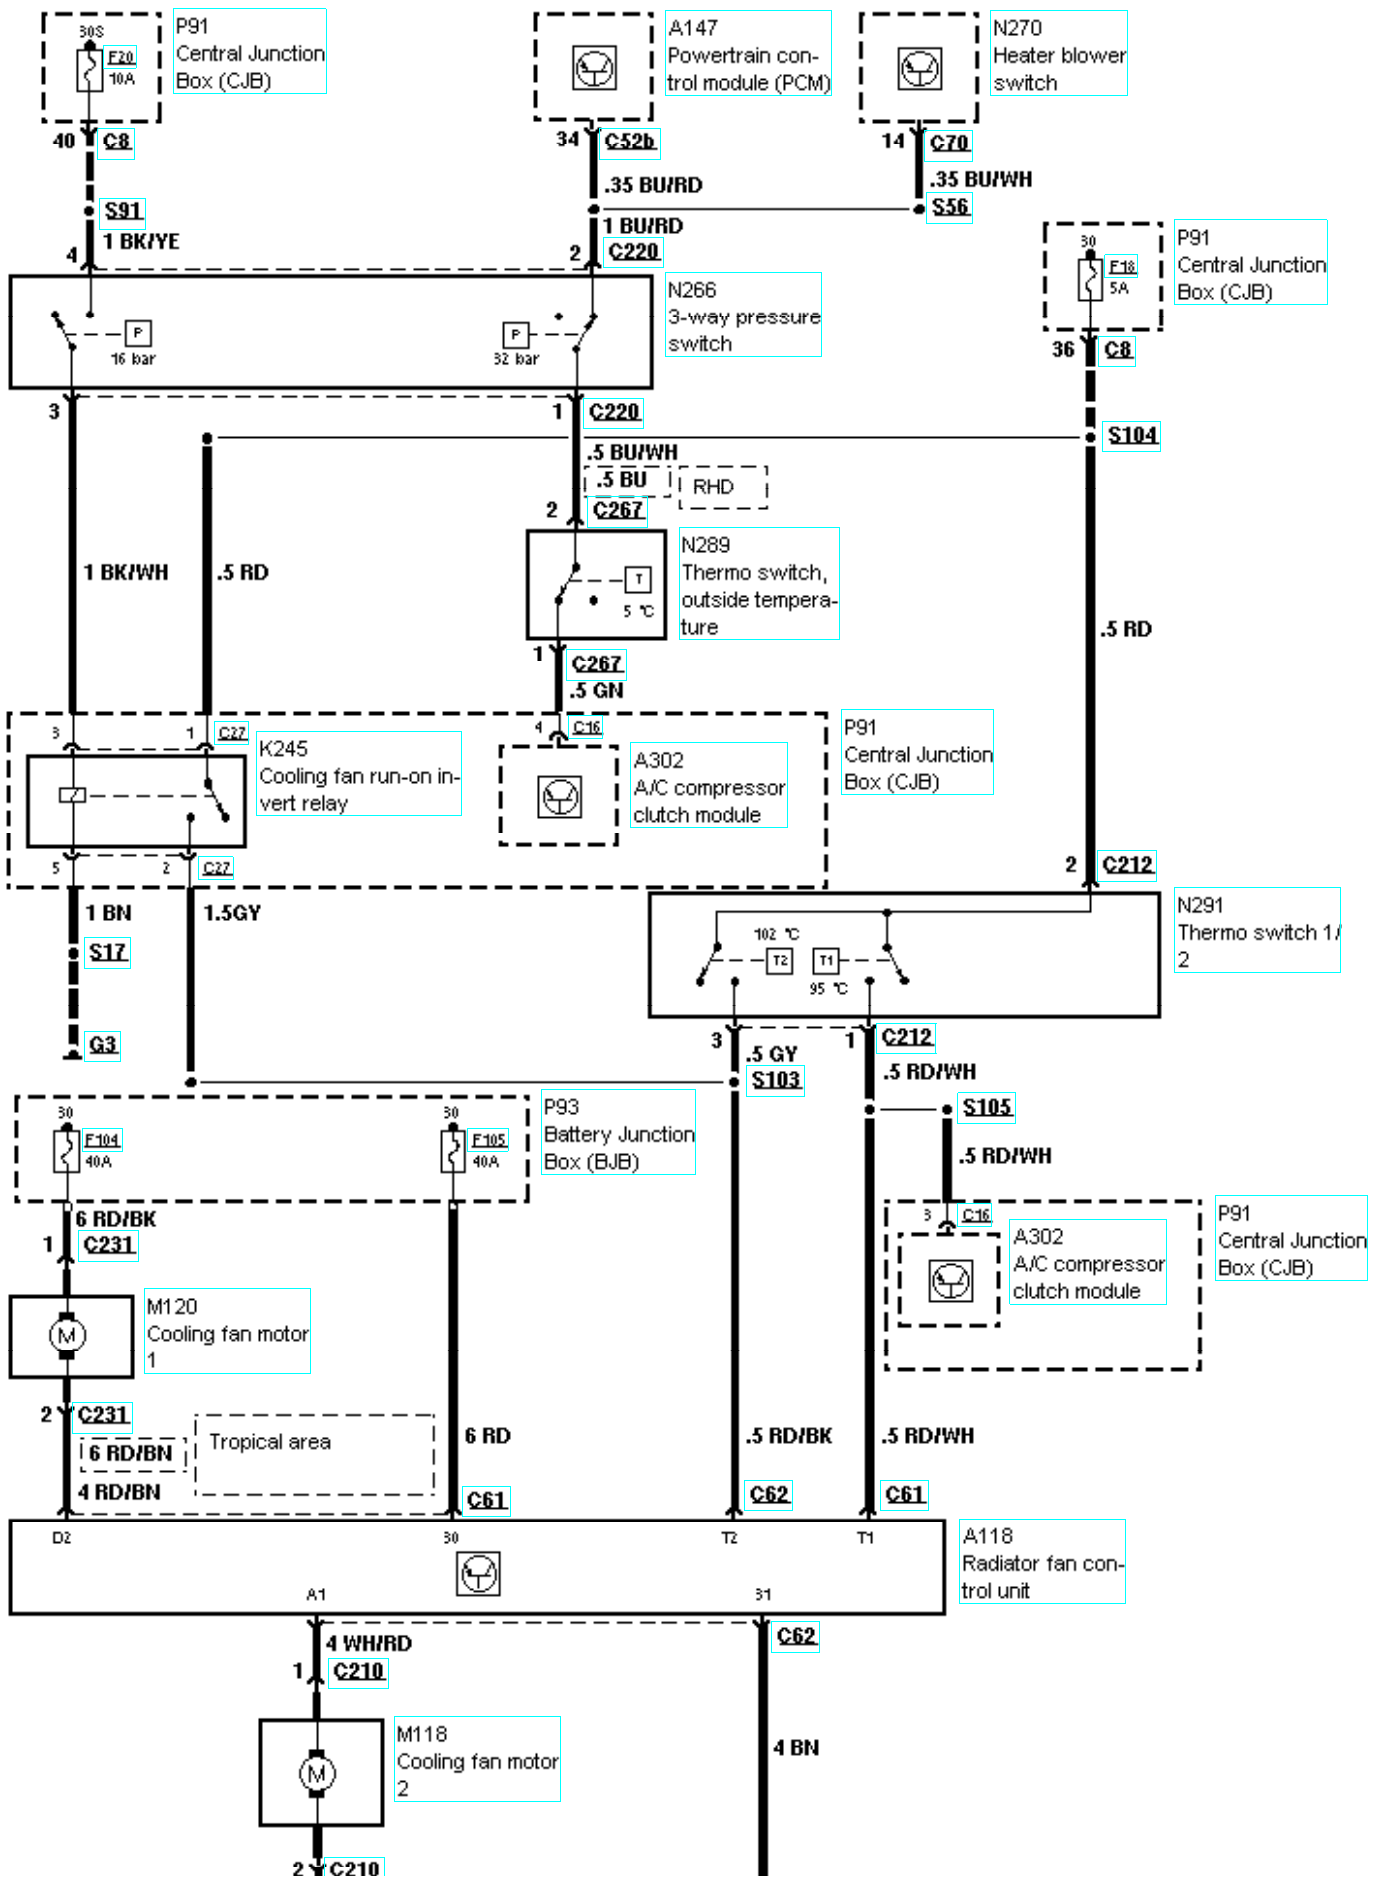 30S
F20
10A
P91
Central Junction
Box (CJB)
A147
Powertrain con-
trol module (PCM)
N270
Heater blower
switch
40
C8
34
C52b
14
C70
.35 BU/RD
.35 BU/WH
S91
S56
1 BK/YE
1 BU/RD
4
2
C220
30
F18
5A
P91
Central Junction
Box (CJB)
N266
3-way pressure
switch
P
16 bar
P
32 bar
36
C8
3
1
C220
S104
.5 BU/WH
.5 BU
RHD
2
C267
N289
Thermo switch,
outside tempera-
ture
T
5 °C
1 BK/WH
.5 RD
.5 RD
1
C267
.5 GN
3
1
C27
4
C16
P91
Central Junction
Box (CJB)
K245
Cooling fan run-on in-
vert relay
A302
A/C compressor
clutch module
5
2
C27
2
C212
1 BN
1.5GY
N291
Thermo switch 1/
2
102 °C
T2
T1
95 °C
S17
G3
3
1
C212
.5 GY
S103
.5 RD/WH
S105
30
F104
40A
30
F105
40A
P93
Battery Junction
Box (BJB)
.5 RD/WH
6 RD/BK
1
C231
3
C16
P91
Central Junction
Box (CJB)
A302
A/C compressor
clutch module
M
M120
Cooling fan motor
1
2
C231
6 RD/BN
Tropical area
4 RD/BN
6 RD
.5 RD/BK
.5 RD/WH
C61
C62
C61
D2
30
T2
T1
A118
Radiator fan con-
trol unit
A1
31
4 WH/RD
C62
1
C210
M
M118
Cooling fan motor
2
4 BN
2
C210